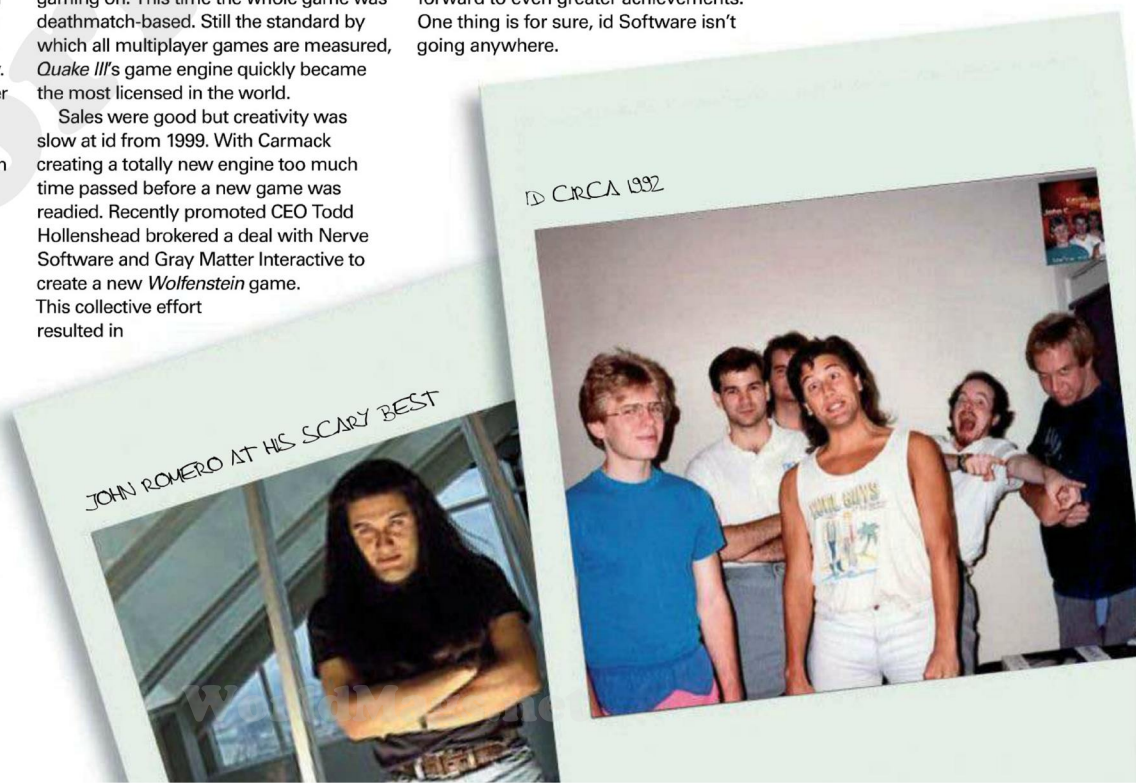 gaming on. This time the whole game was
deathmatch-based. Still the standard by
which all multiplayer games are measured,
Quake III's game engine quickly became
the most licensed in the world.
Sales were good but creativity was
slow at id from 1999. With Carmack
creating a totally new engine too much
time passed before a new game was
readied. Recently promoted CEO Todd
Hollenshead brokered a deal with Nerve
Software and Gray Matter Interactive to
create a new Wolfenstein game.
This collective effort
resulted in
forward to even greater achievements.
One thing is for sure, id Software isn't
going anywhere.
ID CIRCA 1992
JOHN ROMERO AT HIS SCARY BEST
John C
GUYS